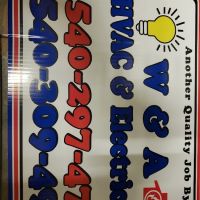 Another Quality Job By
W & A
HVAC & Electric
540-297-47
540-309-4